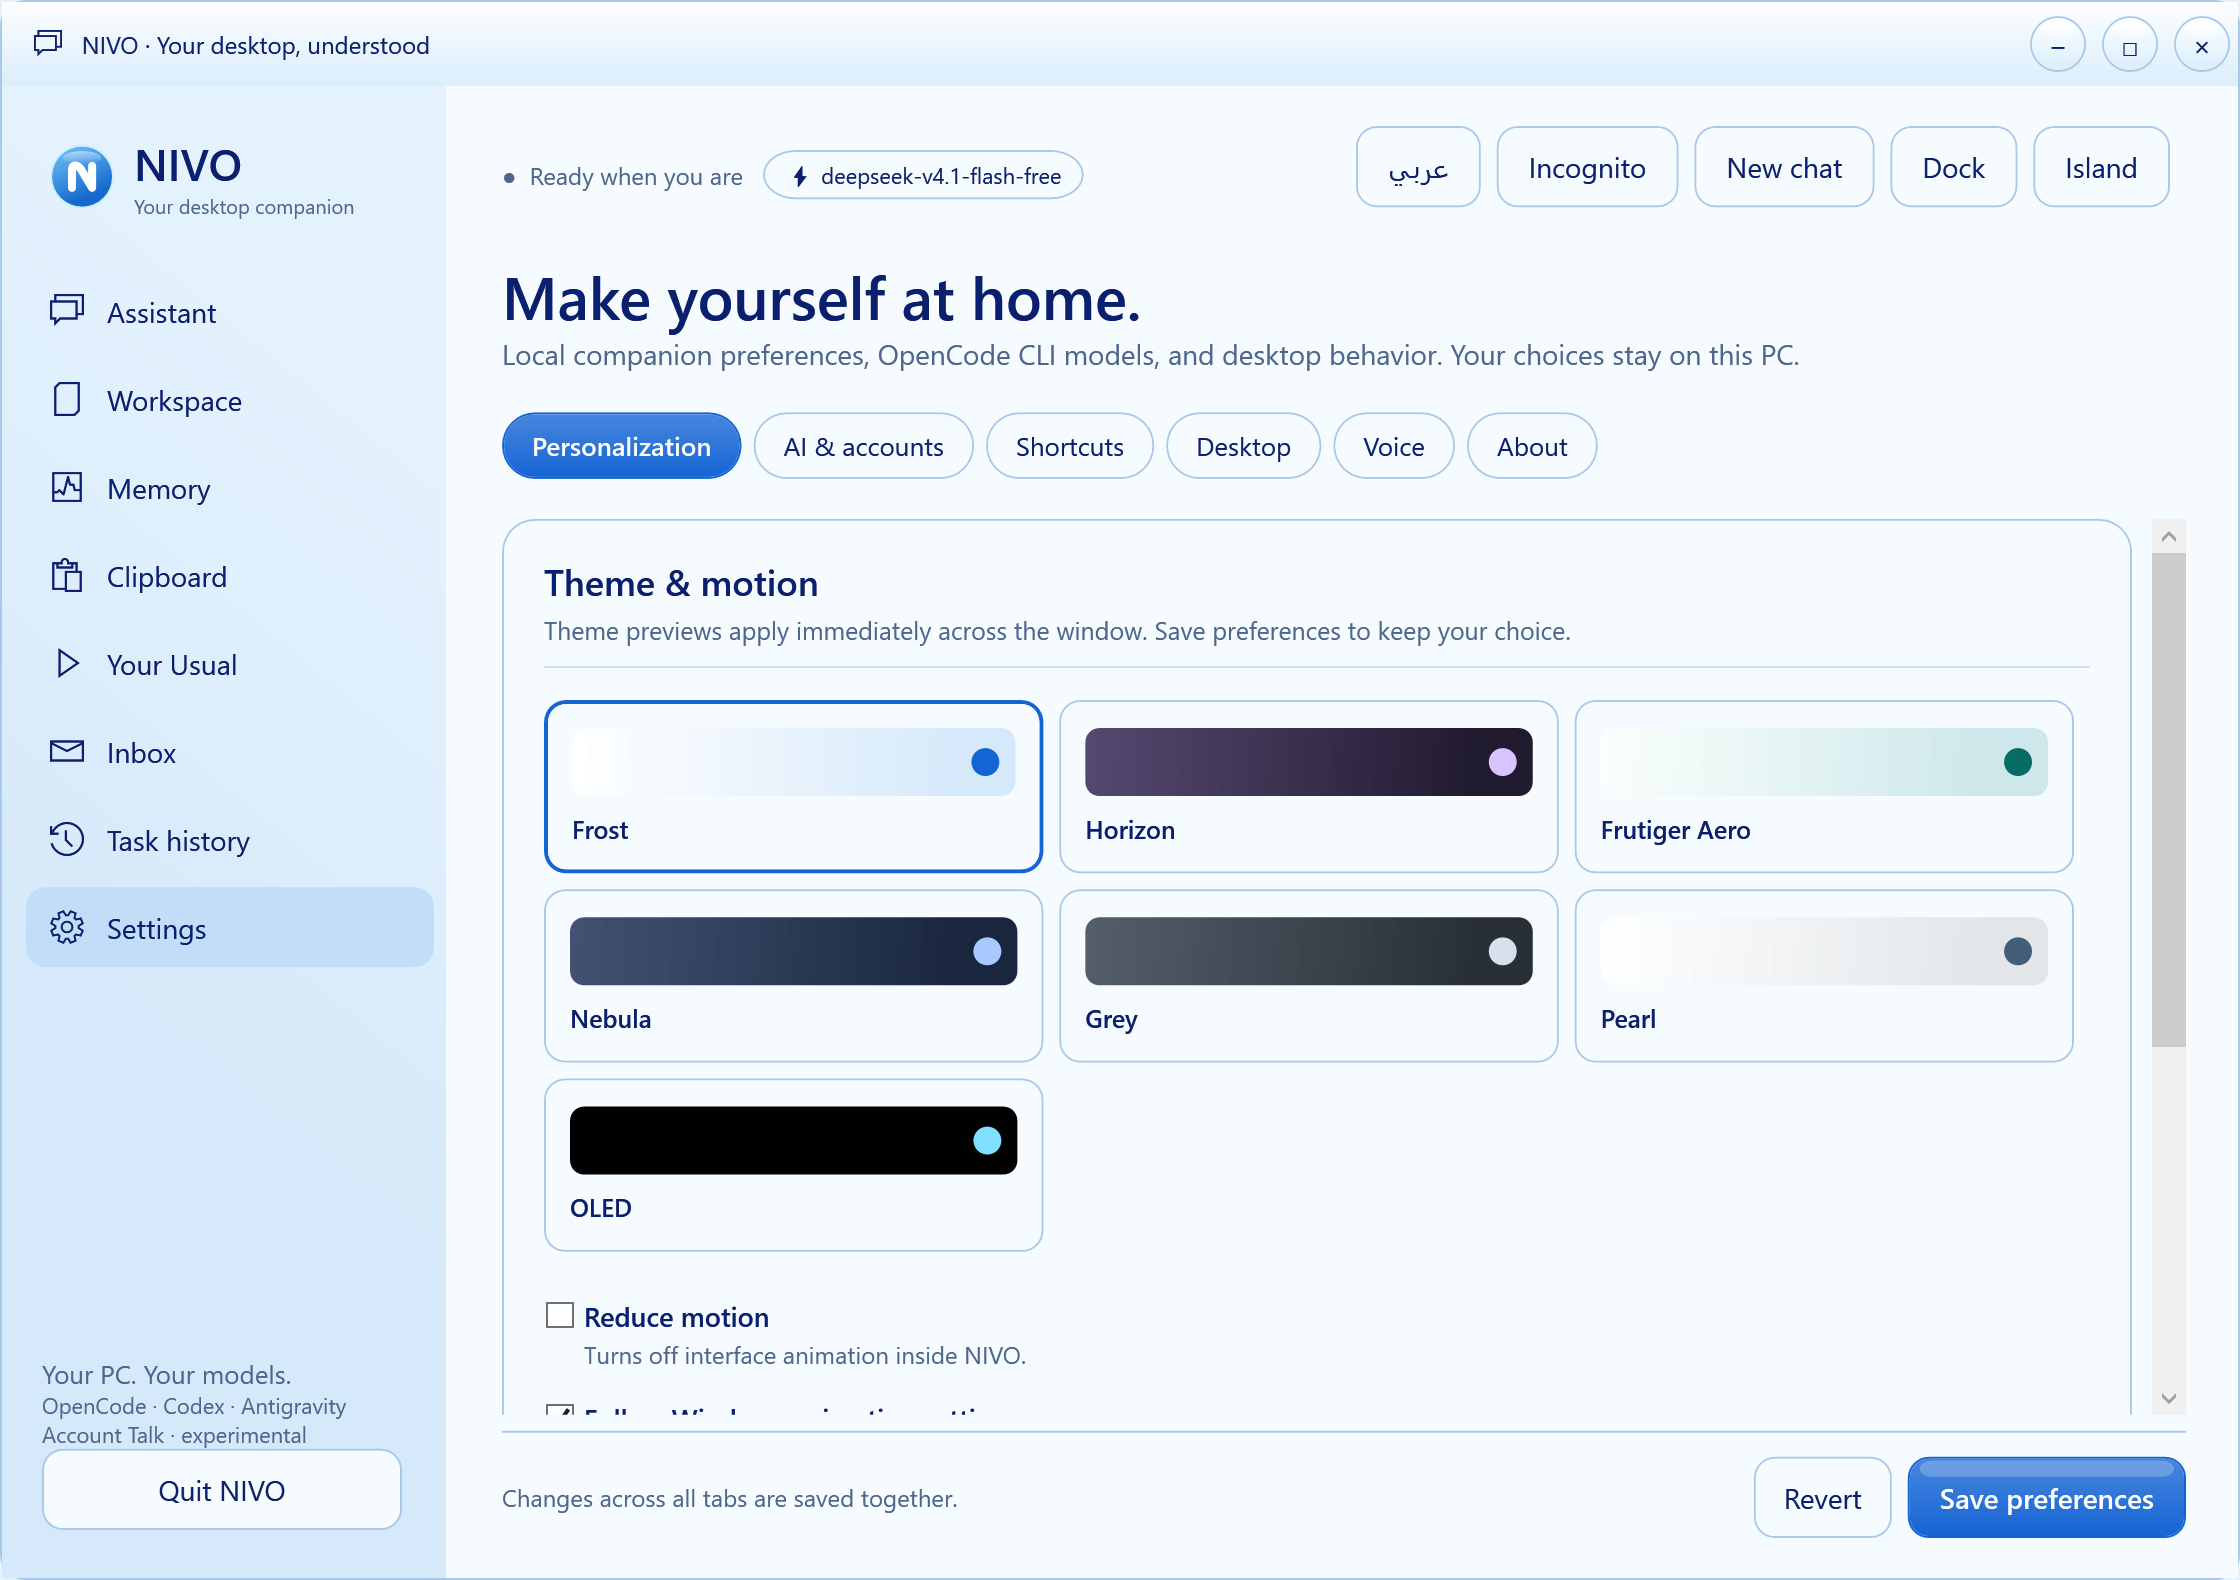 NIVO · Your desktop, understood
NIVO
Your desktop companion
Assistant
Workspace
Memory
Clipboard
Your Usual
Inbox
Task history
Settings
Your PC. Your models.
OpenCode · Codex · Antigravity
Account Talk · experimental
Quit NIVO
Ready when you are
deepseek-v4.1-flash-free
عربي
Incognito
New chat
Dock
Island
Make yourself at home.
Local companion preferences, OpenCode CLI models, and desktop behavior. Your choices stay on this PC.
Personalization
AI & accounts
Shortcuts
Desktop
Voice
About
Theme & motion
Theme previews apply immediately across the window. Save preferences to keep your choice.
Frost
Horizon
Frutiger Aero
Nebula
Grey
Pearl
OLED
Reduce motion
Turns off interface animation inside NIVO.
Changes across all tabs are saved together.
Revert
Save preferences